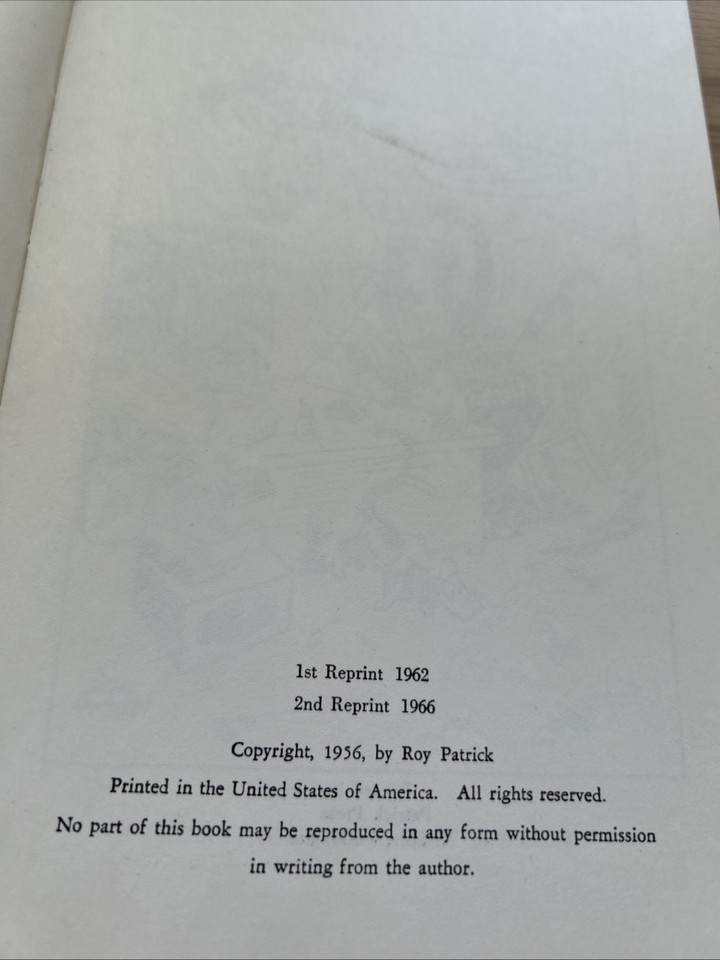 1st Reprint 1962
2nd Reprint 1966
Copyright, 1956, by Roy Patrick
Printed in the United States of America. All rights reserved.
No part of this book may be reproduced in any form without permission
in writing from the author.